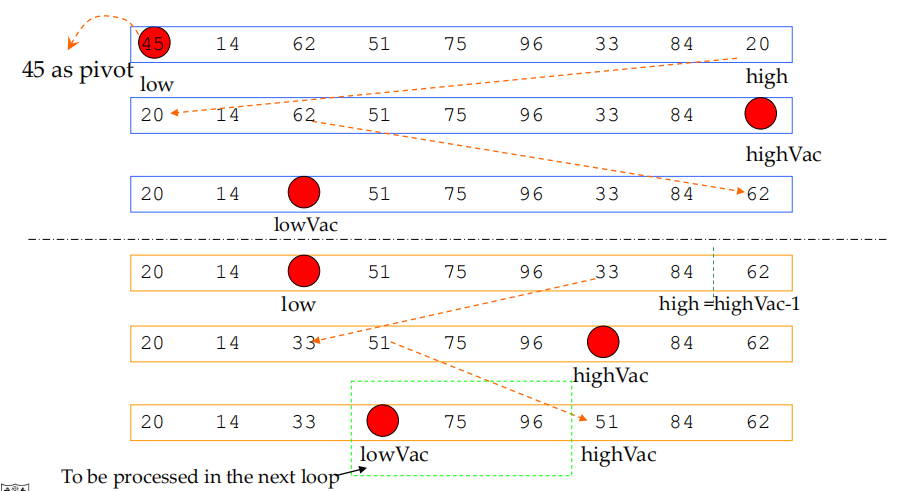 45 14 62 51 75 96 33 84 20
45 as pivot
low high
20 14 62 51 75 96 33 84
highVac
20 14 51 75 96 33 84 62
lowVac
20 14 51 75 96 33 84 62
low high =highVac-1
20 14 33 51 75 96 84 62
highVac
20 14 33 75 96 51 84 62
lowVac highVac
To be processed in the next loop